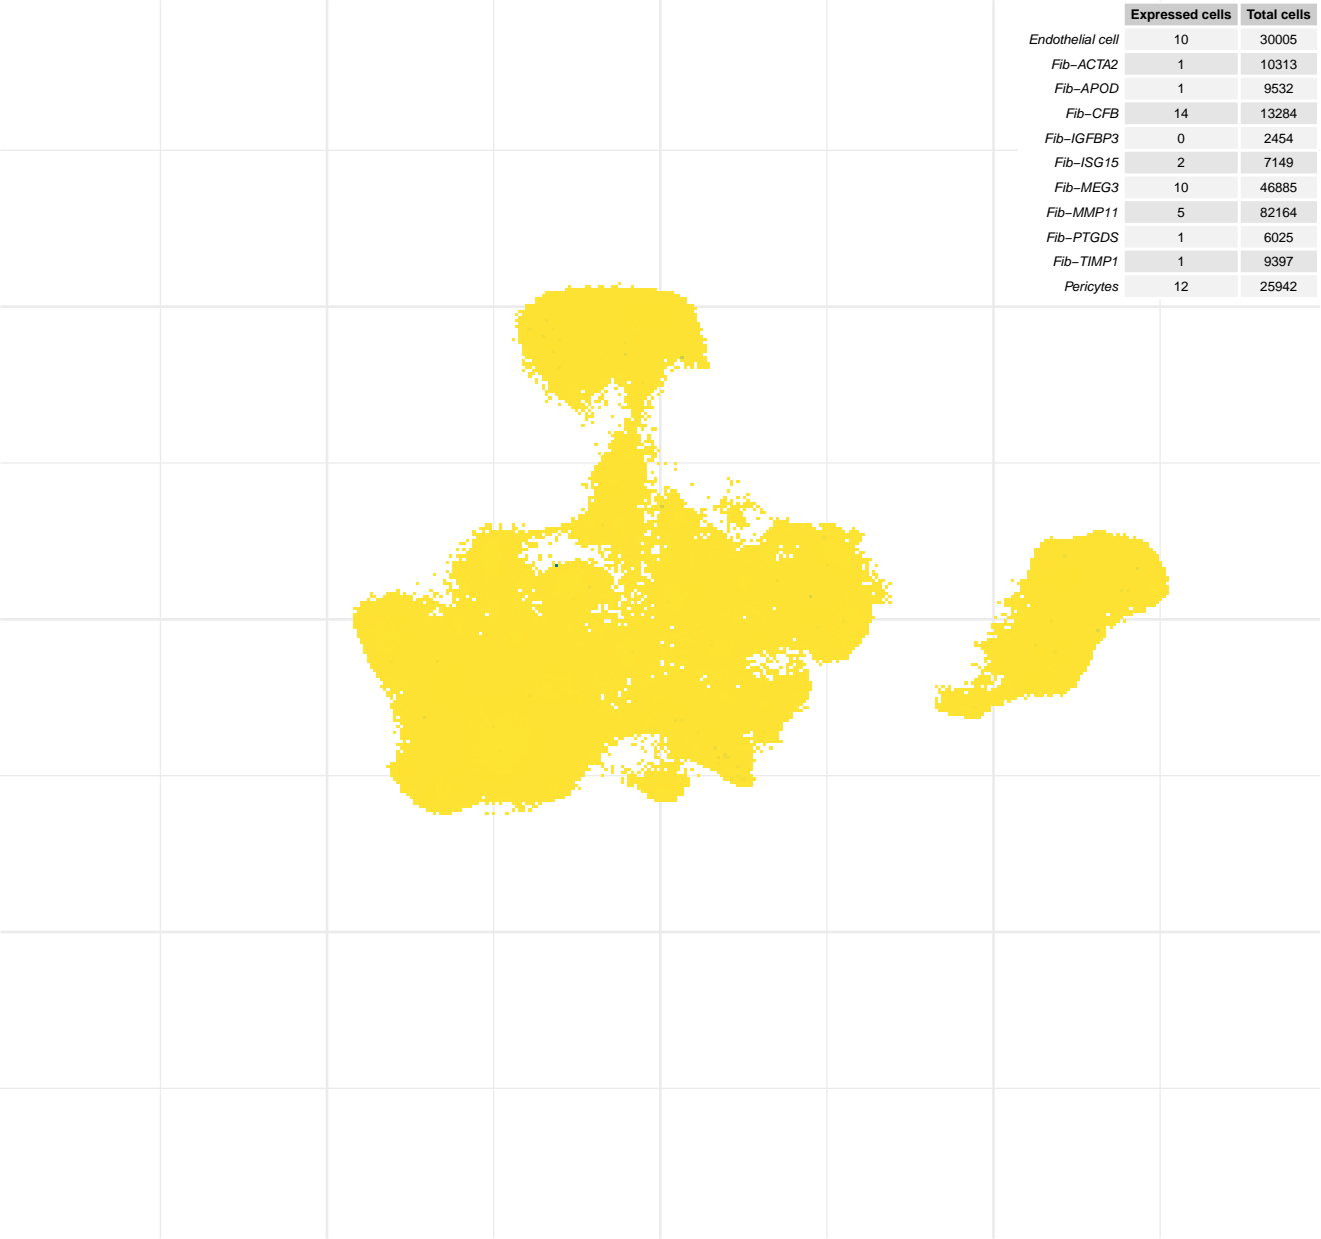 Expressed cells Total cells
Endothelial cell 10 30005
Fib−ACTA2 1 10313
Fib−APOD 1 9532
Fib−CFB 14 13284
Fib−IGFBP3 0 2454
Fib−ISG15 2 7149
Fib−MEG3 10 46885
Fib−MMP11 5 82164
Fib−PTGDS 1 6025
Fib−TIMP1 1 9397
Pericytes 12 25942